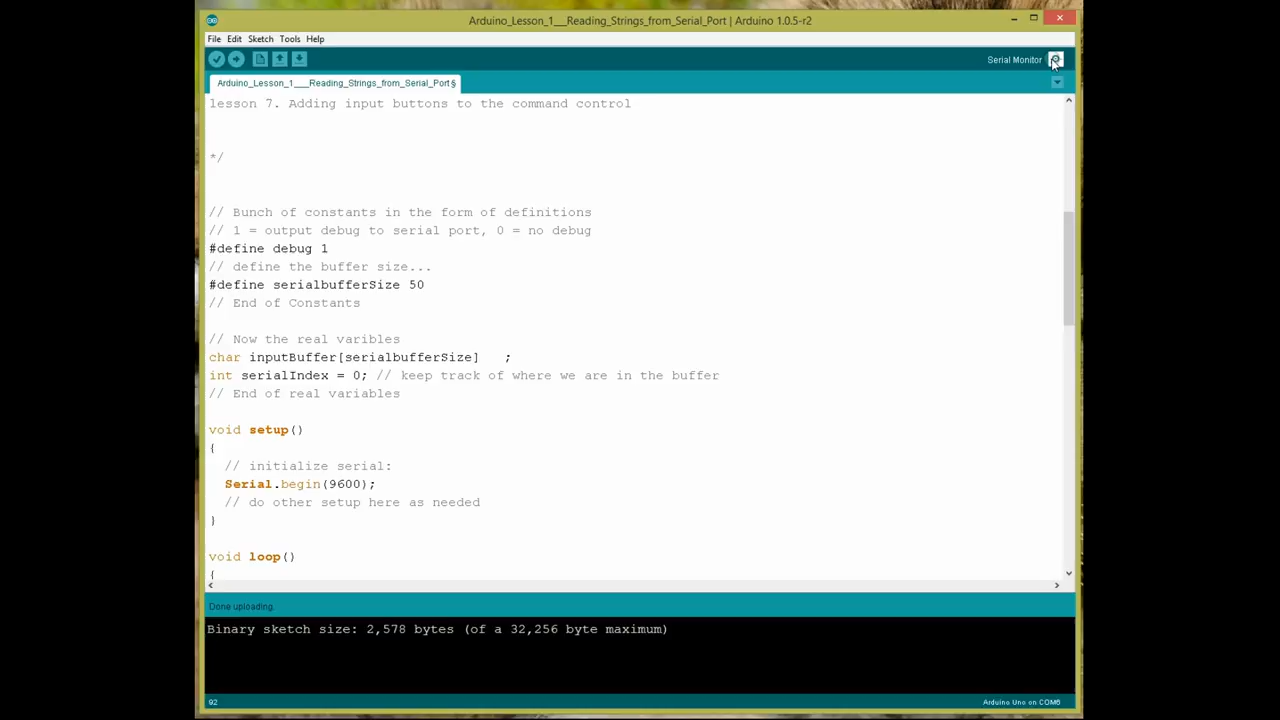 Arduino_Lesson_1___Reading_Strings_from_Serial_Port | Arduino 1.0.5-r2
File Edit Sketch Tools Help
Serial Monitor
Arduino_Lesson_1___Reading_Strings_from_Serial_Port §
lesson 7. Adding input buttons to the command control
*/
// Bunch of constants in the form of definitions
// 1 = output debug to serial port, 0 = no debug
#define debug 1
// define the buffer size...
#define serialbufferSize 50
// End of Constants
// Now the real varibles
char inputBuffer[serialbufferSize]   ;
int serialIndex = 0; // keep track of where we are in the buffer
// End of real variables
void setup()
{
// initialize serial:
Serial.begin(9600);
// do other setup here as needed
}
void loop()
{
Done uploading.
Binary sketch size: 2,578 bytes (of a 32,256 byte maximum)
92
Arduino Uno on COM6